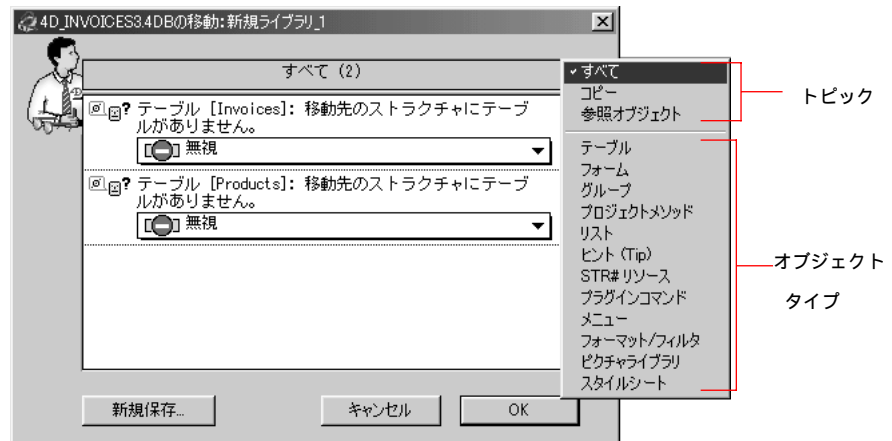 4D_INVOICES3.4DBの移動:新規ライブラリ_1
すべて (2)
テーブル [Invoices]: 移動先のストラクチャにテーブ
ルがありません。
無視
テーブル [Products]: 移動先のストラクチャにテーブ
ルがありません。
無視
新規保存...
キャンセル
OK
すべて
コピー
参照オブジェクト
テーブル
フォーム
グループ
プロジェクトメソッド
リスト
ヒント (Tip)
STR# リソース
プラグインコマンド
メニュー
フォーマット/フィルタ
ピクチャライブラリ
スタイルシート
トピック
オブジェクト
タイプ